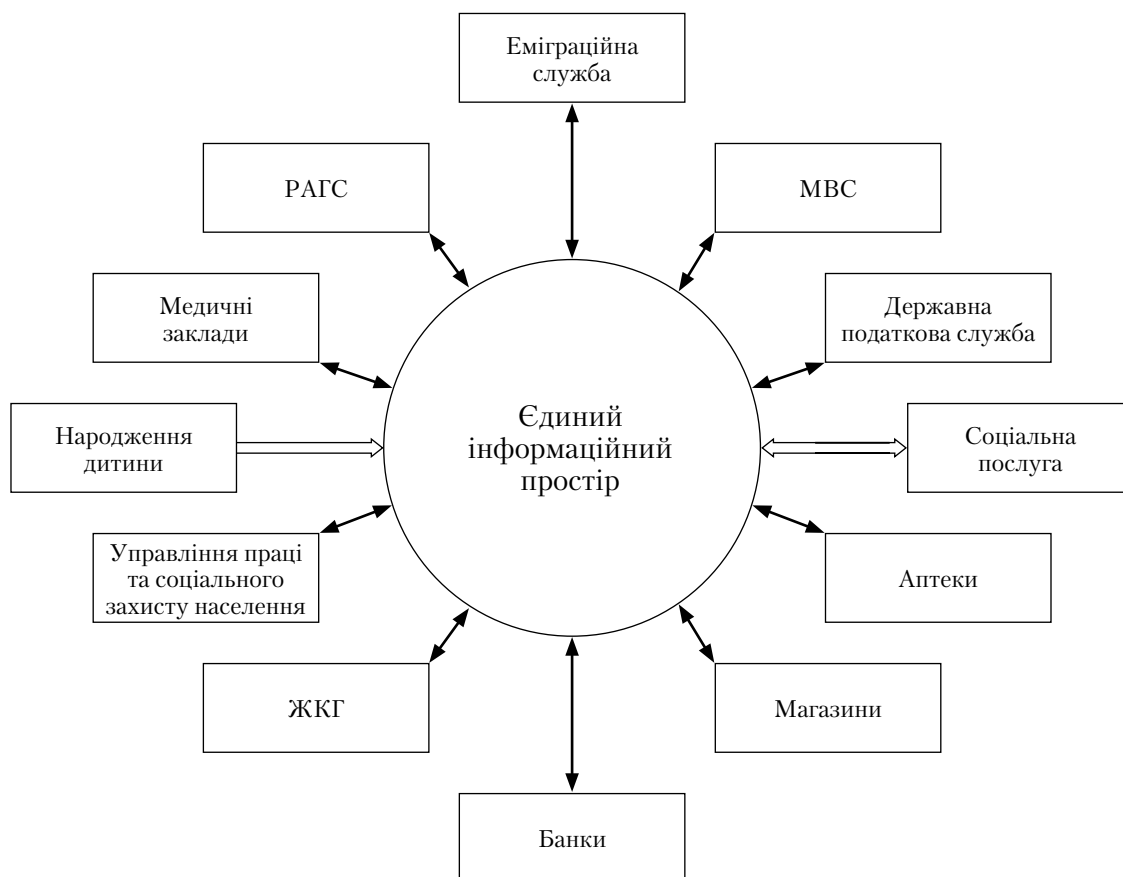 Еміграційна
служба
РАГС
МВС
Медичні
заклади
Державна
податкова служба
Народження
дитини
Єдиний
інформаційний
простір
Соціальна
послуга
Управління праці
та соціального
захисту населення
Аптеки
ЖКГ
Магазини
Банки